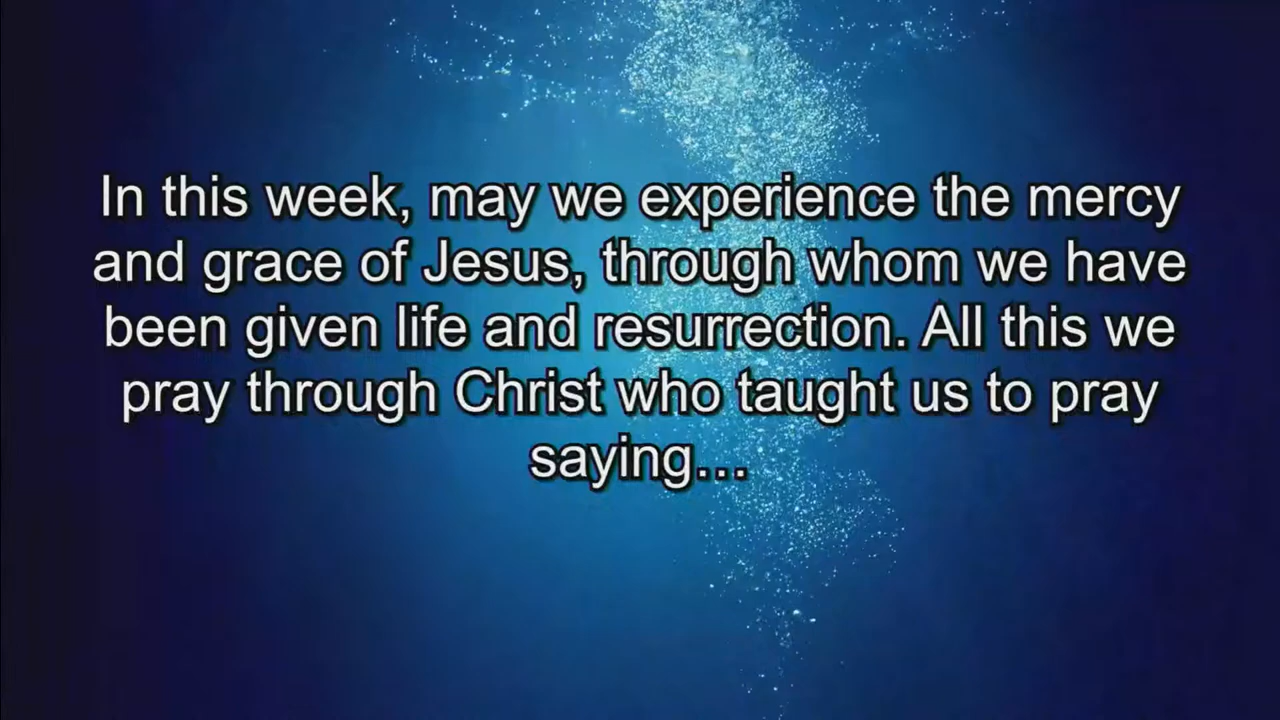 In this week, may we experience the mercy
and grace of Jesus, through whom we have
been given life and resurrection. All this we
pray through Christ who taught us to pray
saying…